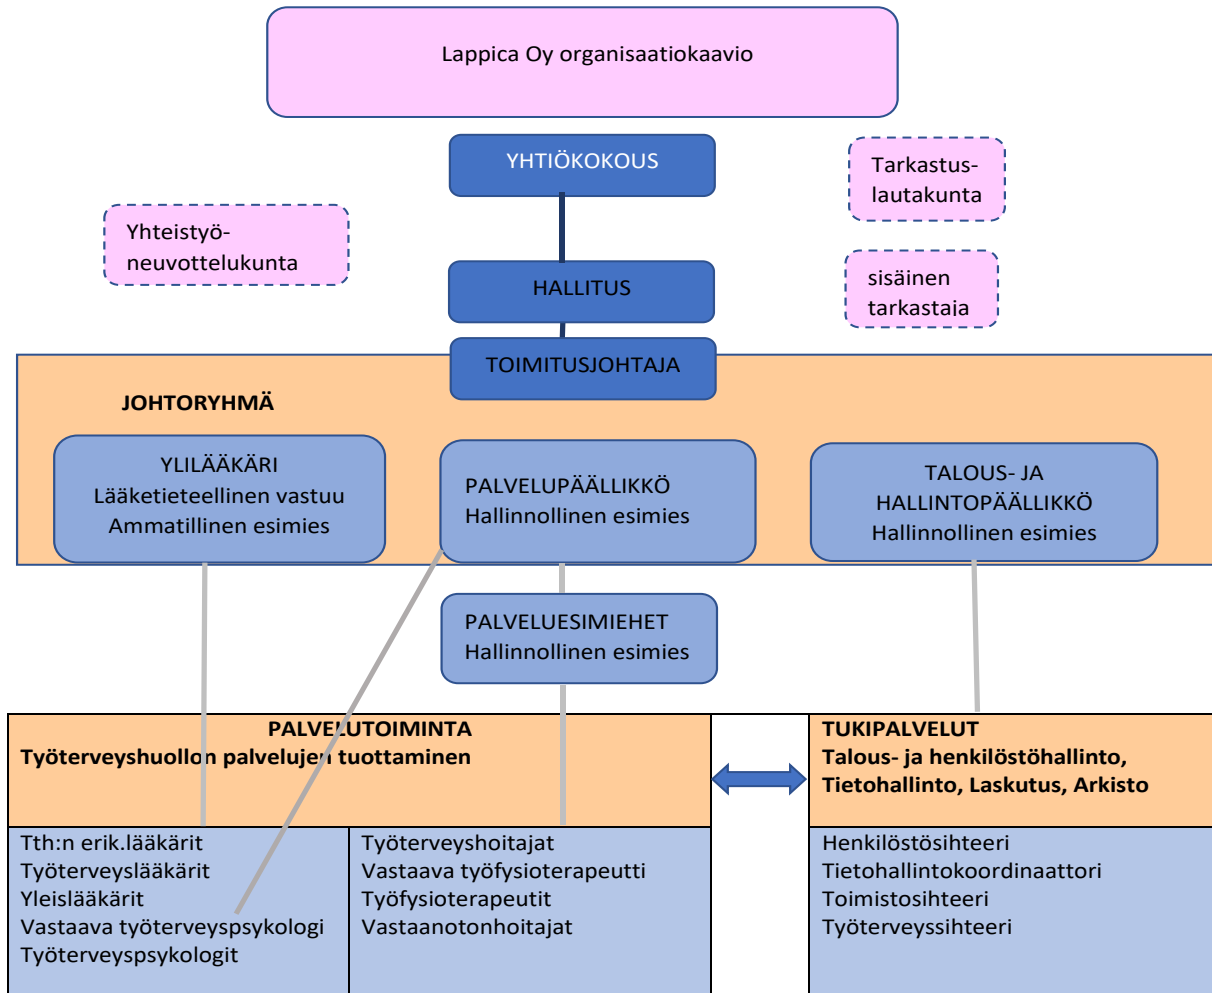 Lappica Oy organisaatiokaavio
YHTIÖKOKOUS
Tarkastus-
lautakunta
Yhteistyö-
neuvottelukunta
HALLITUS
sisäinen
tarkastaja
TOIMITUSJOHTAJA
JOHTORYHMÄ
YLILÄÄKÄRI
Lääketieteellinen vastuu
Ammatillinen esimies
PALVELUPÄÄLLIKKÖ
Hallinnollinen esimies
TALOUS- JA
HALLINTOPÄÄLLIKKÖ
Hallinnollinen esimies
PALVELUESIMIEHET
Hallinnollinen esimies
PALVELUTOIMINTA
Työterveyshuollon palvelujen tuottaminen
TUKIPALVELUT
Talous- ja henkilöstöhallinto,
Tietohallinto, Laskutus, Arkisto
Tth:n erik.lääkärit
Työterveyslääkärit
Yleislääkärit
Vastaava työterveyspsykologi
Työterveyspsykologit
Työterveyshoitajat
Vastaava työfysioterapeutti
Työfysioterapeutit
Vastaanotonhoitajat
Henkilöstösihteeri
Tietohallintokoordinaattori
Toimistosihteeri
Työterveyssihteeri